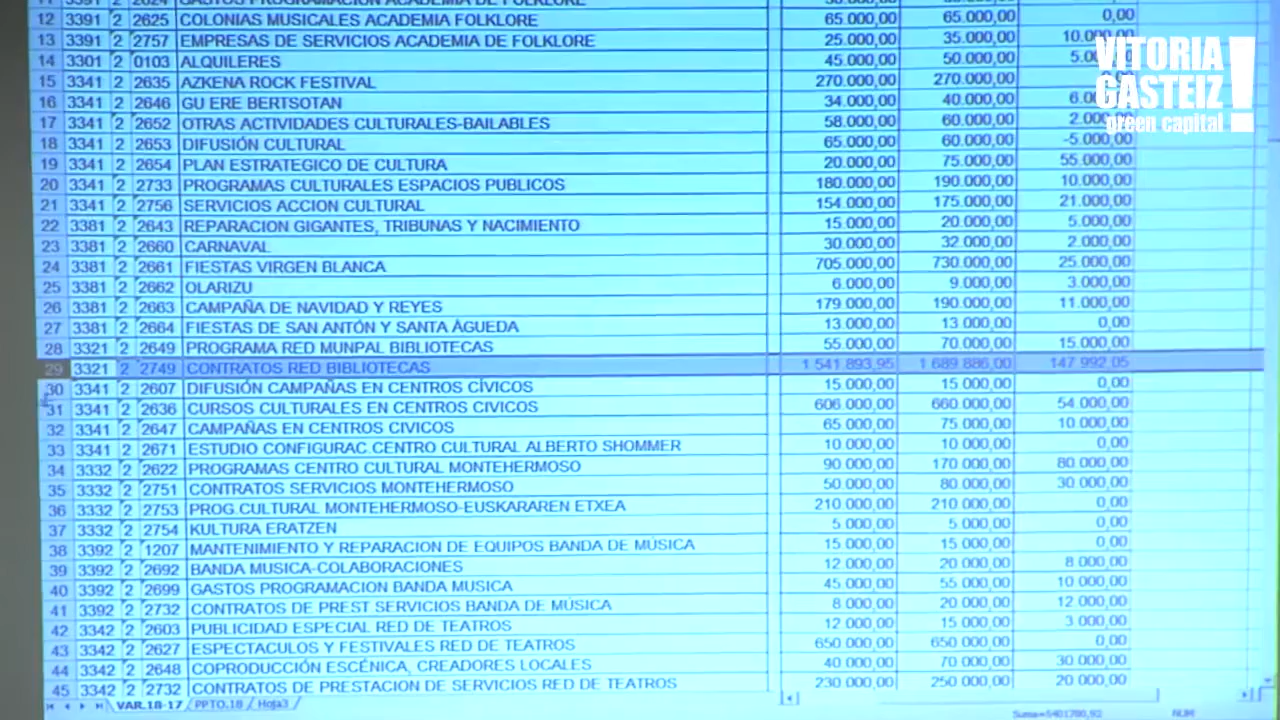 12 3391 2 2625 COLONIAS MUSICALES ACADEMIA FOLKLORE 65 000,00 65 000,00 0,00
13 3391 2 2757 EMPRESAS DE SERVICIOS ACADEMIA DE FOLKLORE 25 000,00 35 000,00
14 3301 2 0103 ALQUILERES 45 000,00 50 000,00
15 3341 2 2635 AZKENA ROCK FESTIVAL 270 000,00 270 000,00
16 3341 2 2646 GU ERE BERTSOTAN 34 000,00 40 000,00
17 3341 2 2652 OTRAS ACTIVIDADES CULTURALES-BAILABLES 58 000,00 60 000,00
18 3341 2 2653 DIFUSIÓN CULTURAL 65 000,00 60 000,00 -5 000,00
19 3341 2 2654 PLAN ESTRATEGICO DE CULTURA 20 000,00 75 000,00 55 000,00
20 3341 2 2733 PROGRAMAS CULTURALES ESPACIOS PUBLICOS 180 000,00 190 000,00 10.000,00
21 3341 2 2756 SERVICIOS ACCION CULTURAL 154 000,00 175 000,00 21.000,00
22 3381 2 2643 REPARACION GIGANTES, TRIBUNAS Y NACIMIENTO 15 000,00 20 000,00 5.000,00
23 3381 2 2660 CARNAVAL 30 000,00 32 000,00 2 000,00
24 3381 2 2661 FIESTAS VIRGEN BLANCA 705 000,00 730 000,00 25 000,00
25 3381 2 2662 OLARIZU 6 000,00 9 000,00 3 000,00
26 3381 2 2663 CAMPAÑA DE NAVIDAD Y REYES 179 000,00 190 000,00 11 000,00
27 3381 2 2664 FIESTAS DE SAN ANTÓN Y SANTA ÁGUEDA 13 000,00 13 000,00 0,00
28 3321 2 2649 PROGRAMA RED MUNPAL BIBLIOTECAS 55 000,00 70 000,00 15 000,00
29 3321 2 2749 CONTRATOS RED BIBLIOTECAS 1 541 893,95 1 689 886,00 147 992,05
30 3341 2 2607 DIFUSIÓN CAMPAÑAS EN CENTROS CÍVICOS 15 000,00 15 000,00 0,00
31 3341 2 2636 CURSOS CULTURALES EN CENTROS CIVICOS 606 000,00 660 000,00 54 000,00
32 3341 2 2647 CAMPAÑAS EN CENTROS CIVICOS 65 000,00 75 000,00 10 000,00
33 3341 2 2671 ESTUDIO CONFIGURAC.CENTRO CULTURAL ALBERTO SHOMMER 10 000,00 10 000,00 0,00
34 3332 2 2622 PROGRAMAS CENTRO CULTURAL MONTEHERMOSO 90 000,00 170 000,00 80 000,00
35 3332 2 2751 CONTRATOS SERVICIOS MONTEHERMOSO 50 000,00 80 000,00 30 000,00
36 3332 2 2753 PROG.CULTURAL MONTEHERMOSO-EUSKARAREN ETXEA 210 000,00 210 000,00 0,00
37 3332 2 2754 KULTURA ERATZEN 5 000,00 5 000,00 0,00
38 3392 2 1207 MANTENIMIENTO Y REPARACION DE EQUIPOS BANDA DE MÚSICA 15 000,00 15 000,00 0,00
39 3392 2 2692 BANDA MUSICA-COLABORACIONES 12 000,00 20 000,00 8 000,00
40 3392 2 2699 GASTOS PROGRAMACION BANDA MUSICA 45 000,00 55 000,00 10 000,00
41 3392 2 2732 CONTRATOS DE PREST SERVICIOS BANDA DE MÚSICA 8 000,00 20 000,00 12 000,00
42 3342 2 2603 PUBLICIDAD ESPECIAL RED DE TEATROS 12 000,00 15 000,00 3 000,00
43 3342 2 2627 ESPECTACULOS Y FESTIVALES RED DE TEATROS 650 000,00 650 000,00 0,00
44 3342 2 2648 COPRODUCCIÓN ESCÉNICA, CREADORES LOCALES 40 000,00 70 000,00 30 000,00
45 3342 2 2732 CONTRATOS DE PRESTACION DE SERVICIOS RED DE TEATROS 230 000,00 250 000,00 20 000,00
VAR.18-17 PPTO.18 Hoja3
NUM
VITORIA
GASTEIZ !
green capital